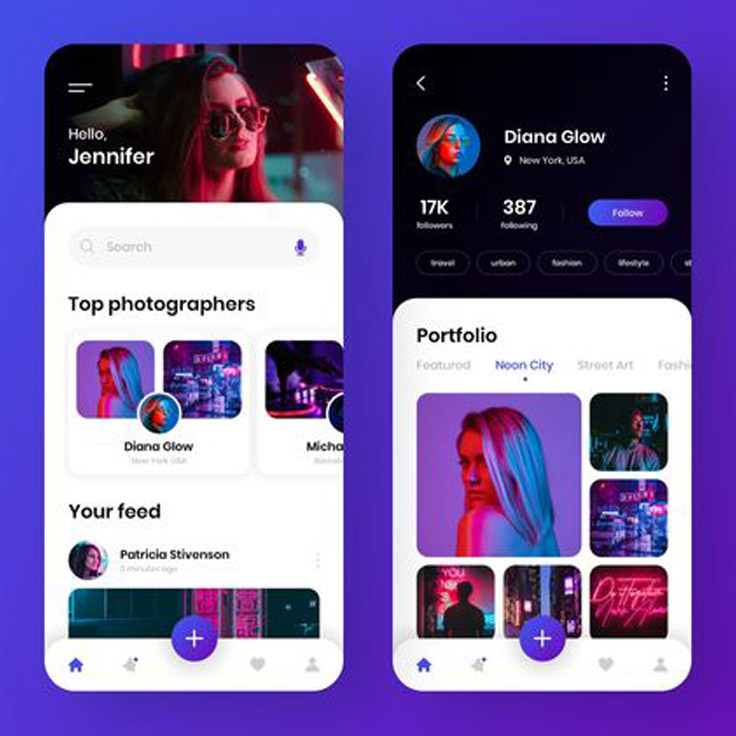 Hello,
Jennifer
Search
Top photographers
Diana Glow
New York, USA
Micha
Your feed
Patricia Stivenson
3 minutes ago
Diana Glow
New York, USA
17K
followers
387
following
Follow
travel
urban
fashion
lifestyle
st
Portfolio
Featured
Neon City
Street Art
Fashi
YOU